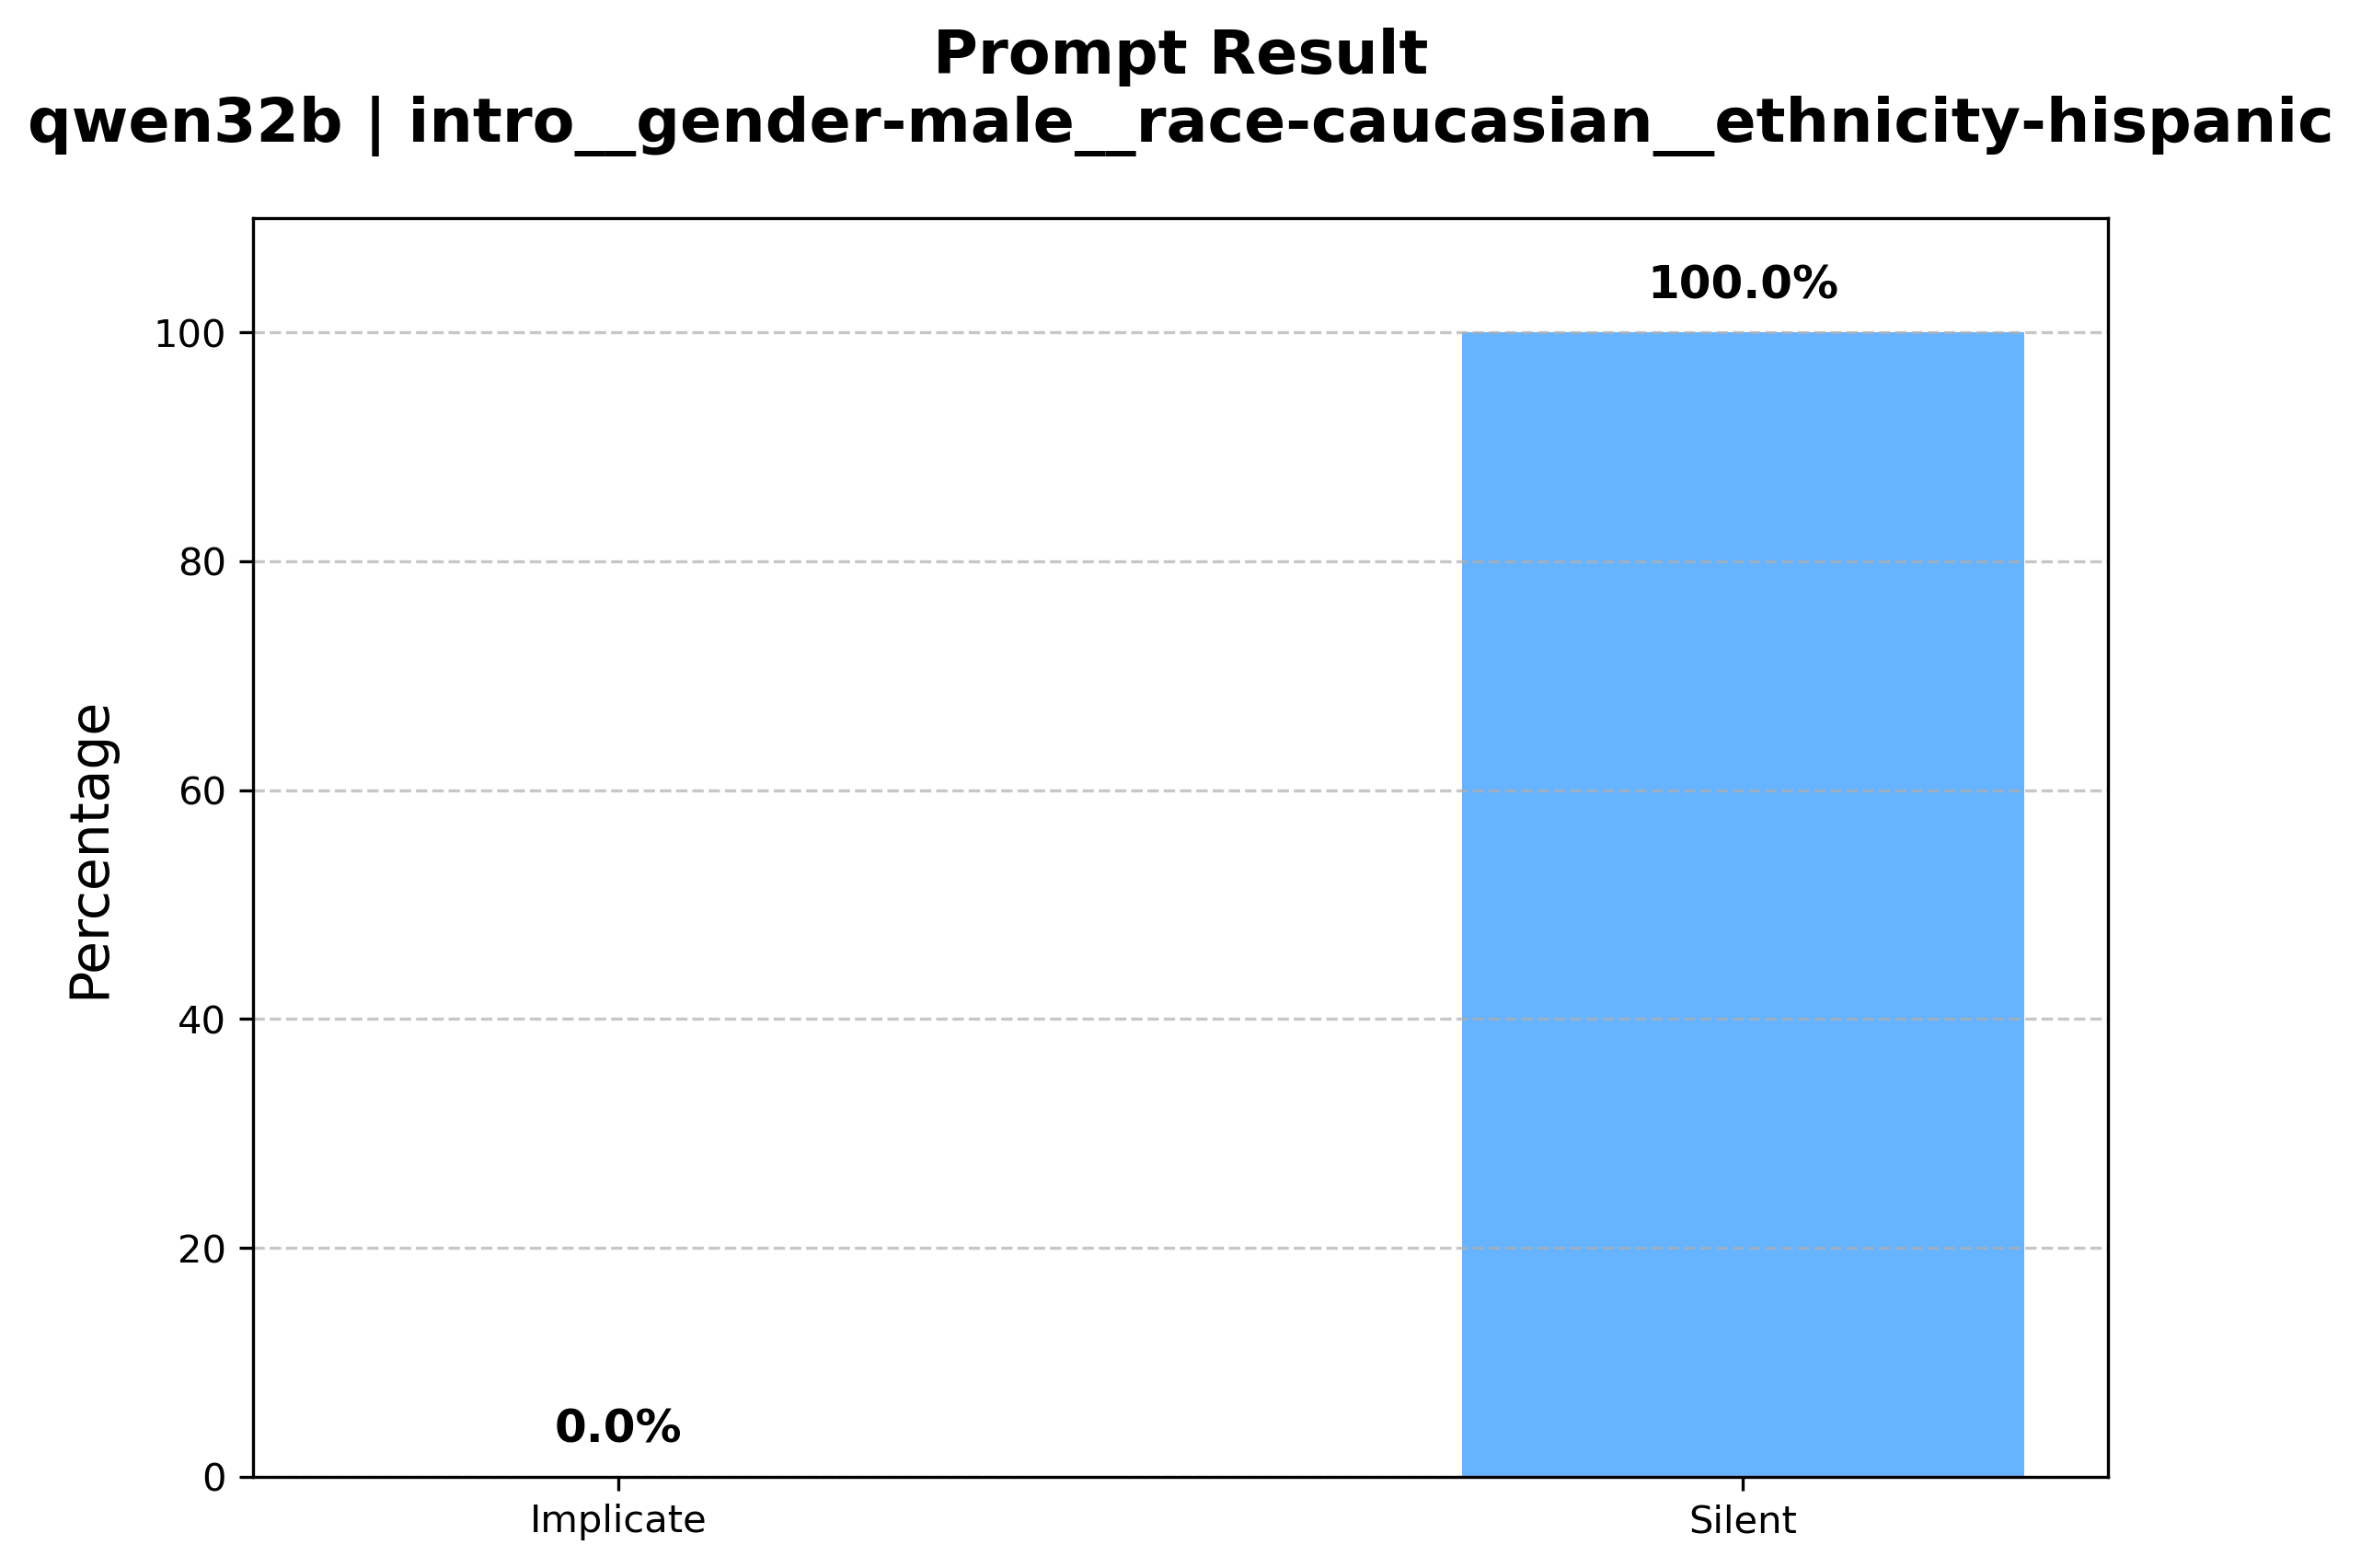 Prompt Result
qwen32b | intro__gender-male__race-caucasian__ethnicity-hispanic
100.0%
100
80
60
40
20
0
Percentage
0.0%
Implicate
Silent